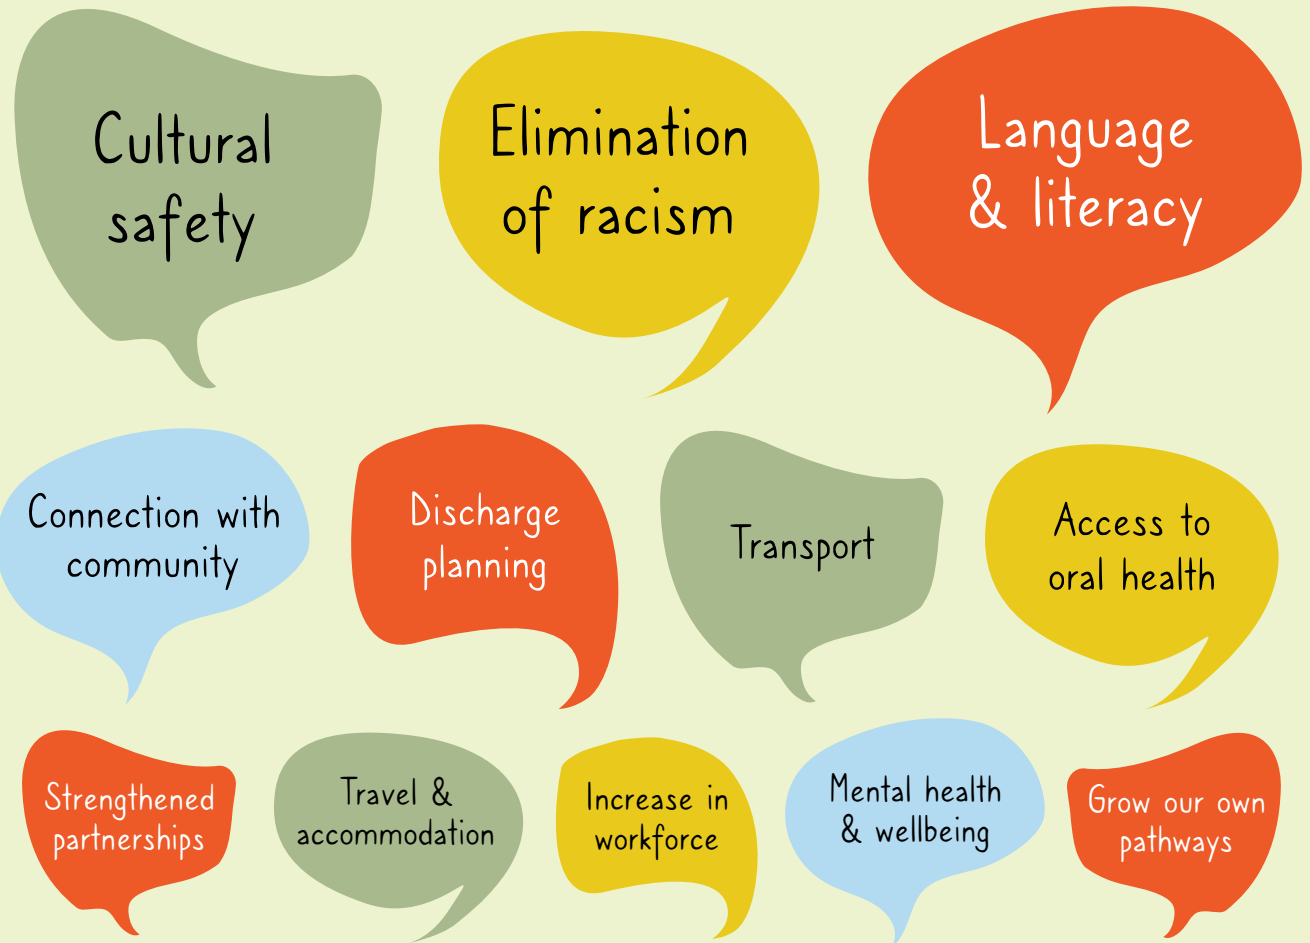 Cultural
safety
Elimination
of racism
Language
& literacy
Connection with
community
Discharge
planning
Transport
Access to
oral health
Strengthened
partnerships
Travel &
accommodation
Increase in
workforce
Mental health
& wellbeing
Grow our own
pathways